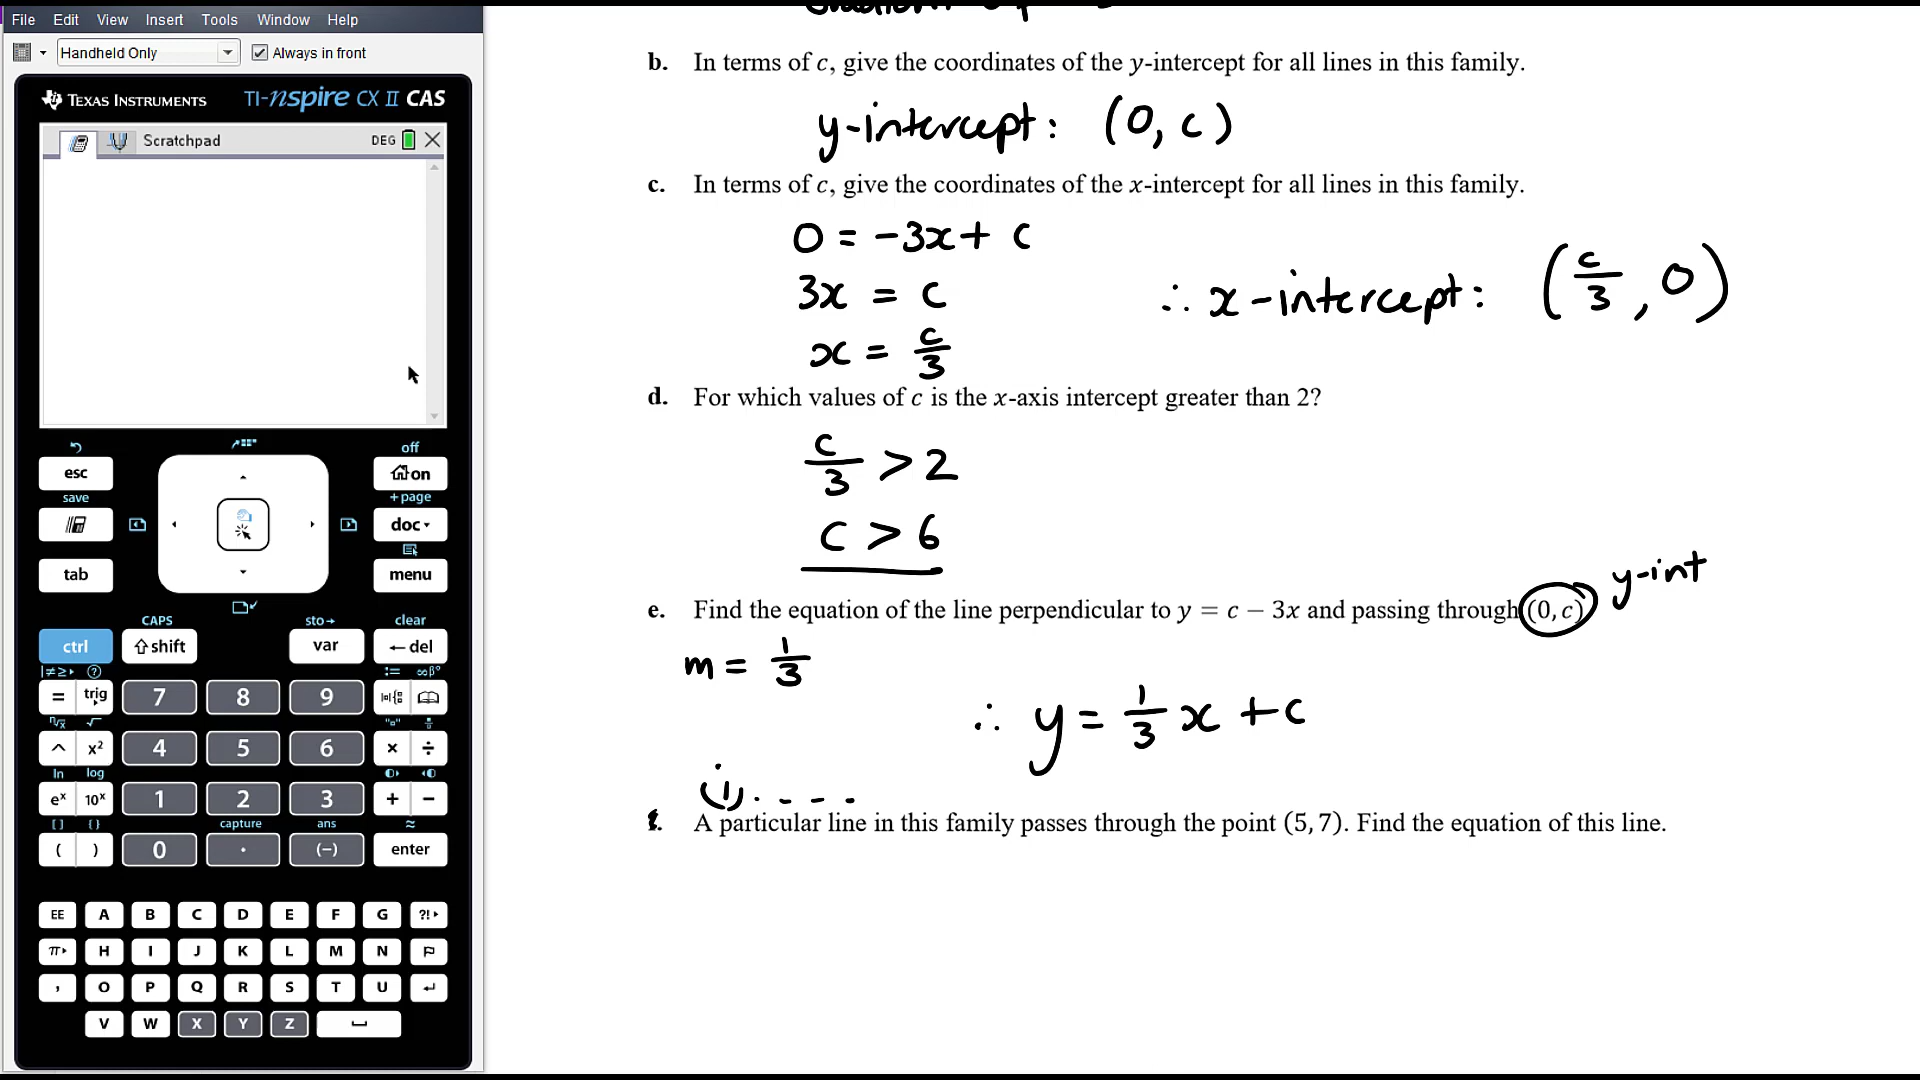 File Edit View Insert Tools Window Help
Handheld Only Always in front
TEXAS INSTRUMENTS TI-nspire CX II CAS
Scratchpad DEG
off
esc on
save + page
doc
tab menu
CAPS sto→ clear
ctrl ⇧shift var ←del
|≠≥▸ ? := ∞β°
= trig 7 8 9
ⁿ√x √
^ x² 4 5 6 × ÷
ln log
eˣ 10ˣ 1 2 3 + −
[ ] { } capture ans ≈
( ) 0 . (−) enter
EE A B C D E F G ?!▸
π▸ H I J K L M N
, O P Q R S T U ↵
V W X Y Z
b. In terms of c, give the coordinates of the y-intercept for all lines in this family.
y-intercept: (0, c)
c. In terms of c, give the coordinates of the x-intercept for all lines in this family.
0 = -3x + c
3x = c
x = c/3
∴ x-intercept: (c/3, 0)
d. For which values of c is the x-axis intercept greater than 2?
c/3 > 2
c > 6
e. Find the equation of the line perpendicular to y = c − 3x and passing through (0, c)
y-int
m = 1/3
∴ y = 1/3 x + c
A particular line in this family passes through the point (5, 7). Find the equation of this line.